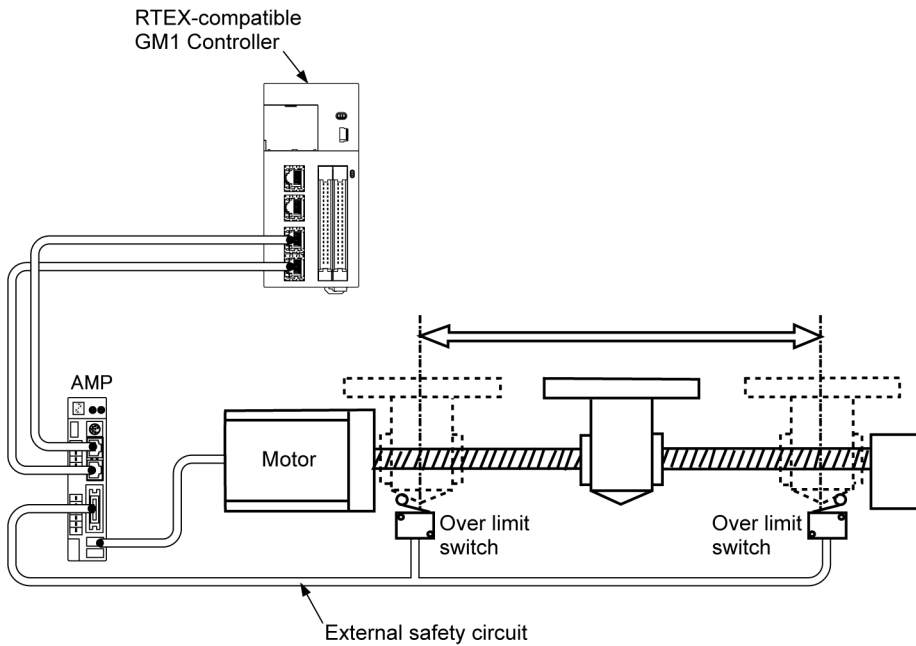 RTEX-compatible
GM1 Controller
AMP
Motor
Over limit
switch
Over limit
switch
External safety circuit